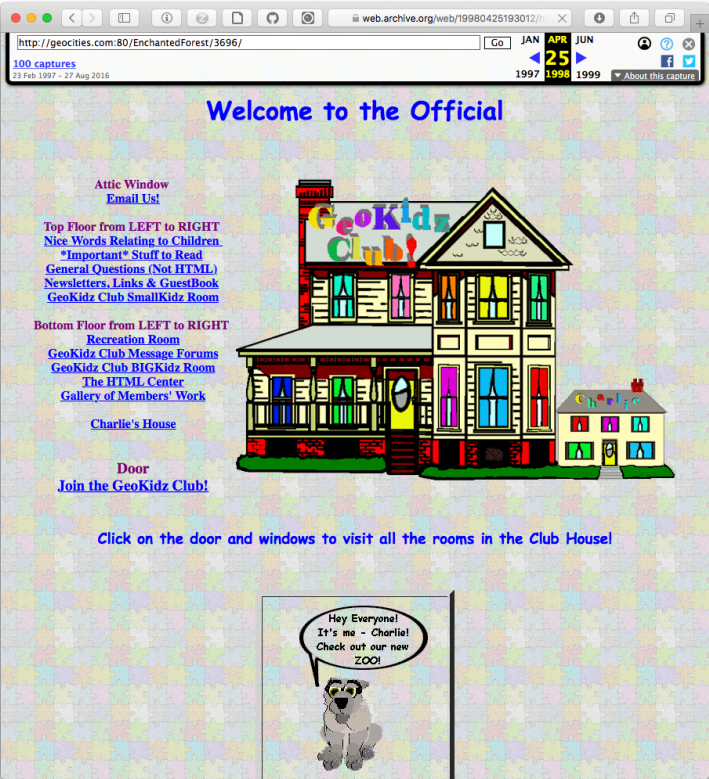 web.archive.org/web/19980425193012/h
http://geocities.com:80/EnchantedForest/3696/
Go
JAN APR JUN
25
1997 1998 1999
100 captures
23 Feb 1997 – 27 Aug 2016
About this capture
Welcome to the Official
Attic Window
Email Us!
Top Floor from LEFT to RIGHT
Nice Words Relating to Children
*Important* Stuff to Read
General Questions (Not HTML)
Newsletters, Links & GuestBook
GeoKidz Club SmallKidz Room
Bottom Floor from LEFT to RIGHT
Recreation Room
GeoKidz Club Message Forums
GeoKidz Club BIGKidz Room
The HTML Center
Gallery of Members' Work
Charlie's House
Door
Join the GeoKidz Club!
GeoKidz
Club!
Charlie
Click on the door and windows to visit all the rooms in the Club House!
Hey Everyone!
It's me - Charlie!
Check out our new
ZOO!